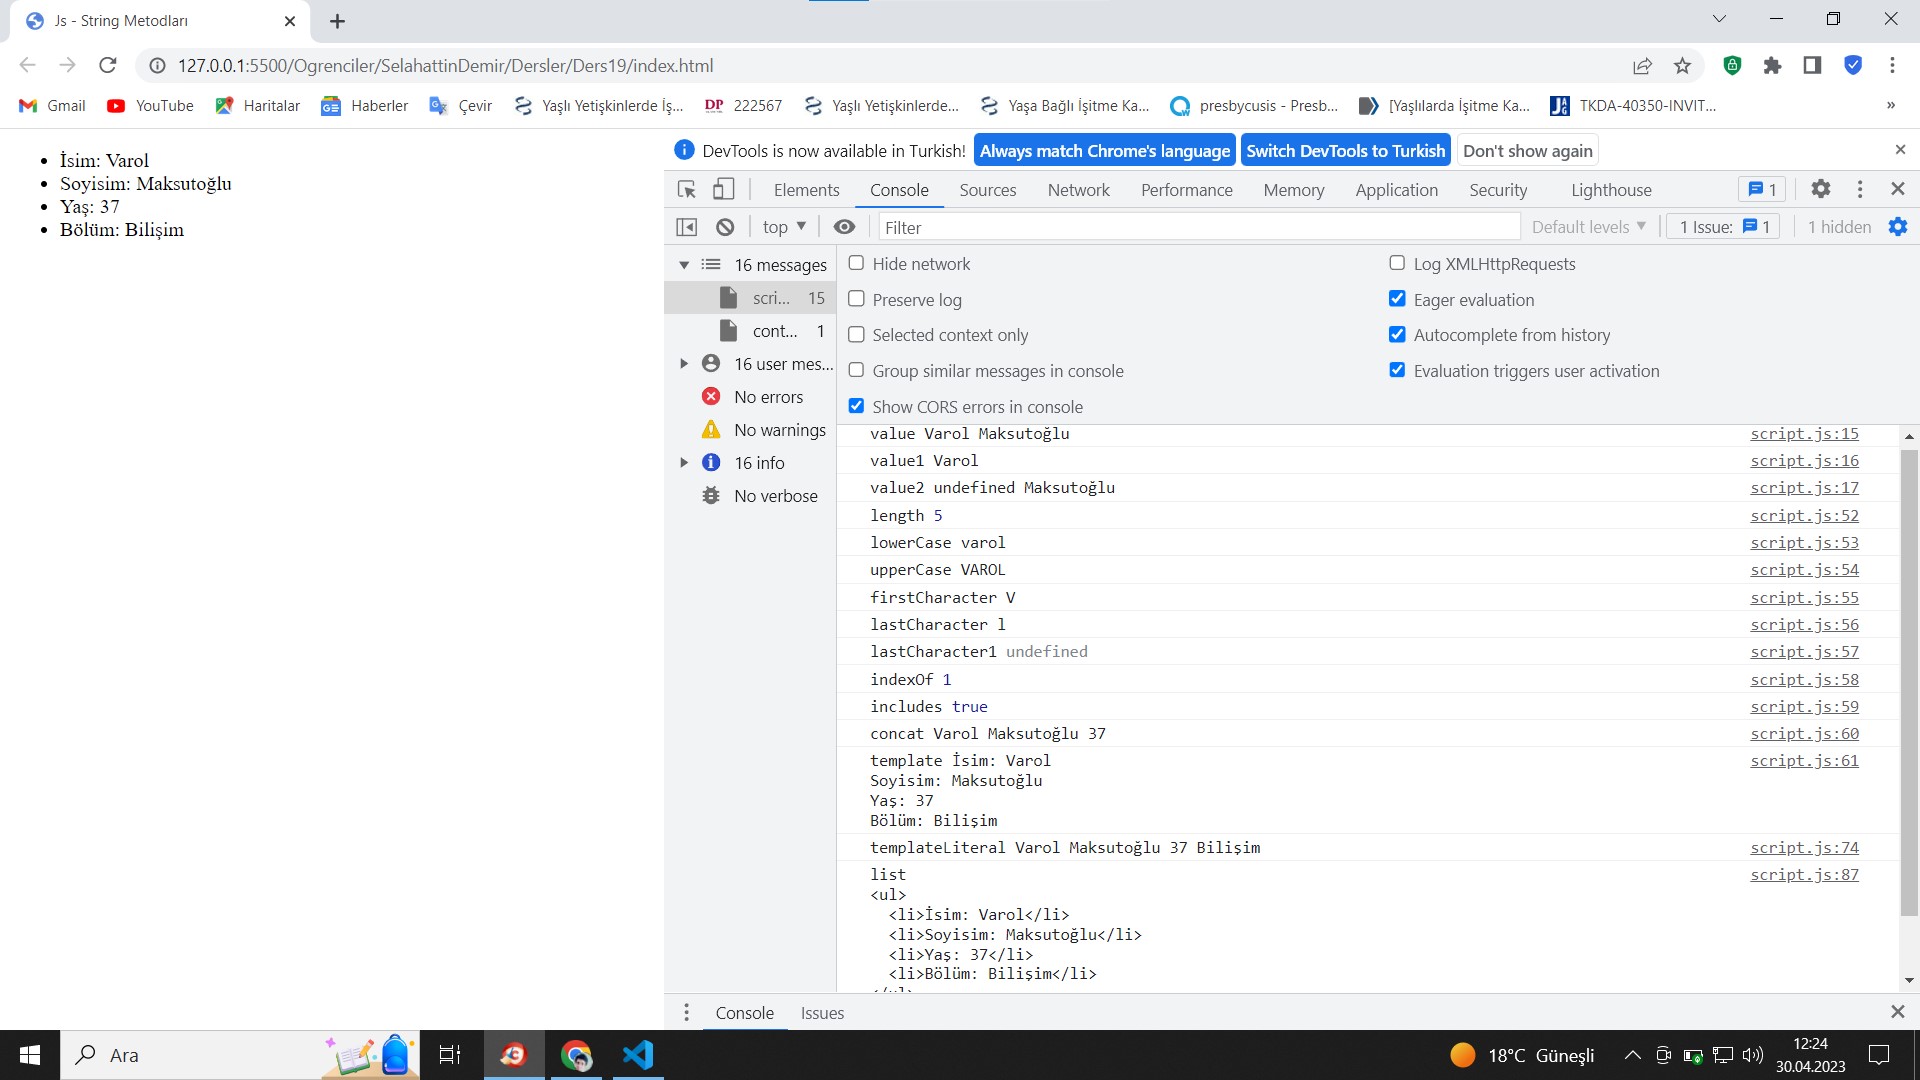 Js - String Metodları
127.0.0.1:5500/Ogrenciler/SelahattinDemir/Dersler/Ders19/index.html
Gmail YouTube Haritalar Haberler Çevir Yaşlı Yetişkinlerde İş... DP 222567 Yaşlı Yetişkinlerde... Yaşa Bağlı İşitme Ka... presbycusis - Presb... [Yaşlılarda İşitme Ka... TKDA-40350-INVIT... »
İsim: Varol
Soyisim: Maksutoğlu
Yaş: 37
Bölüm: Bilişim
DevTools is now available in Turkish! Always match Chrome's language Switch DevTools to Turkish Don't show again
Elements Console Sources Network Performance Memory Application Security Lighthouse 1
top Filter Default levels 1 Issue: 1 1 hidden
16 messages
scri... 15
cont... 1
16 user mes...
No errors
No warnings
16 info
No verbose
Hide network Log XMLHttpRequests
Preserve log Eager evaluation
Selected context only Autocomplete from history
Group similar messages in console Evaluation triggers user activation
Show CORS errors in console
value Varol Maksutoğlu script.js:15
value1 Varol script.js:16
value2 undefined Maksutoğlu script.js:17
length 5 script.js:52
lowerCase varol script.js:53
upperCase VAROL script.js:54
firstCharacter V script.js:55
lastCharacter l script.js:56
lastCharacter1 undefined script.js:57
indexOf 1 script.js:58
includes true script.js:59
concat Varol Maksutoğlu 37 script.js:60
template İsim: Varol script.js:61
Soyisim: Maksutoğlu
Yaş: 37
Bölüm: Bilişim
templateLiteral Varol Maksutoğlu 37 Bilişim script.js:74
list script.js:87
<ul>
<li>İsim: Varol</li>
<li>Soyisim: Maksutoğlu</li>
<li>Yaş: 37</li>
<li>Bölüm: Bilişim</li>
Console Issues
Ara
18°C Güneşli
12:24
30.04.2023